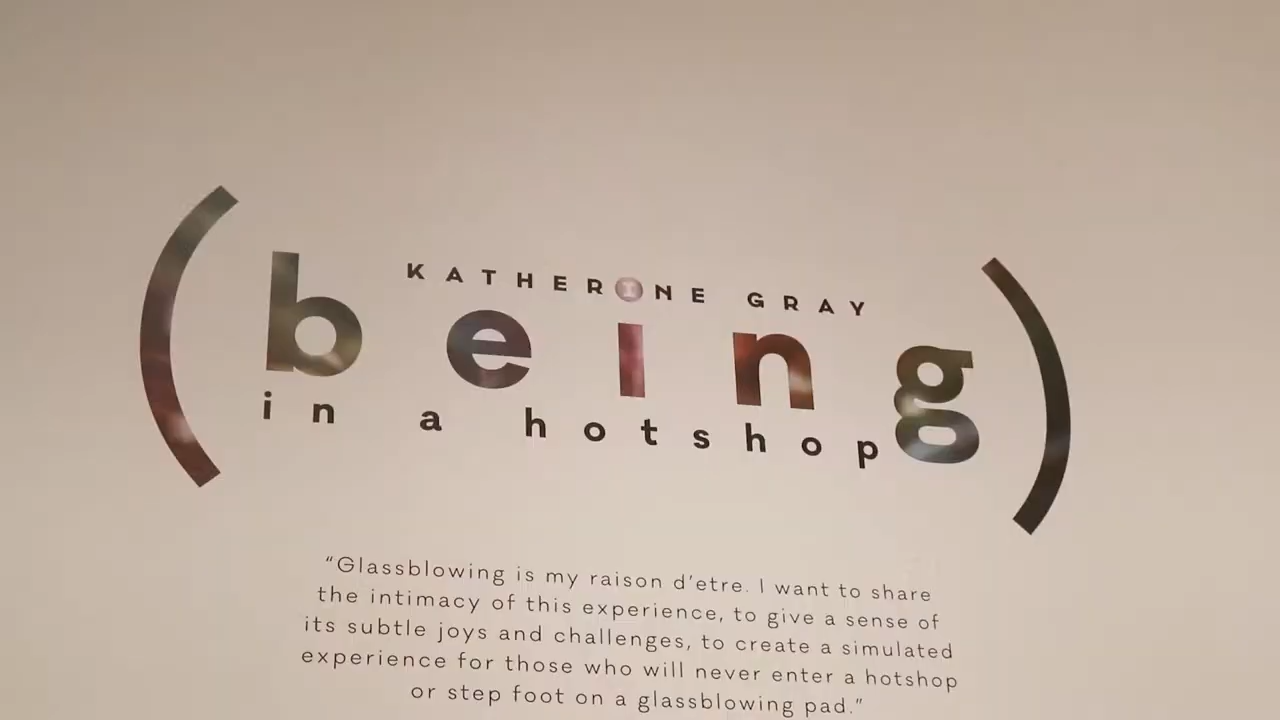 KATHERINE GRAY
(being)
in a hotshop
“Glassblowing is my raison d’etre. I want to share
the intimacy of this experience, to give a sense of
its subtle joys and challenges, to create a simulated
experience for those who will never enter a hotshop
or step foot on a glassblowing pad.”